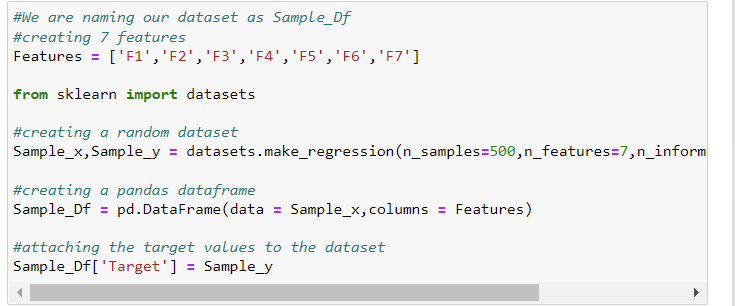 #We are naming our dataset as Sample_Df
#creating 7 features
Features = ['F1','F2','F3','F4','F5','F6','F7']
from sklearn import datasets
#creating a random dataset
Sample_x,Sample_y = datasets.make_regression(n_samples=500,n_features=7,n_inform
#creating a pandas dataframe
Sample_Df = pd.DataFrame(data = Sample_x,columns = Features)
#attaching the target values to the dataset
Sample_Df['Target'] = Sample_y